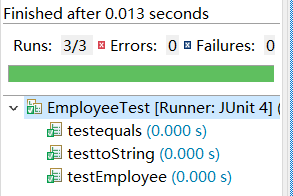 Finished after 0.013 seconds
Runs: 3/3 Errors: 0 Failures: 0
EmployeeTest [Runner: JUnit 4] (
testequals (0.000 s)
testtoString (0.000 s)
testEmployee (0.000 s)